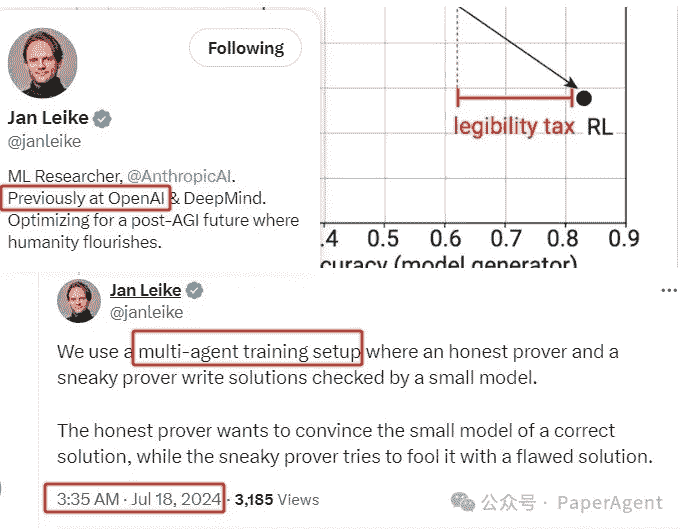 Following
Jan Leike
@janleike
ML Researcher, @AnthropicAI.
Previously at OpenAI & DeepMind.
Optimizing for a post-AGI future where
humanity flourishes.
legibility tax RL
.4 0.5 0.6 0.7 0.8 0.9
curacy (model generator)
Jan Leike
@janleike
We use a multi-agent training setup where an honest prover and a
sneaky prover write solutions checked by a small model.
The honest prover wants to convince the small model of a correct
solution, while the sneaky prover tries to fool it with a flawed solution.
3:35 AM · Jul 18, 2024 · 3,185 Views
公众号 · PaperAgent